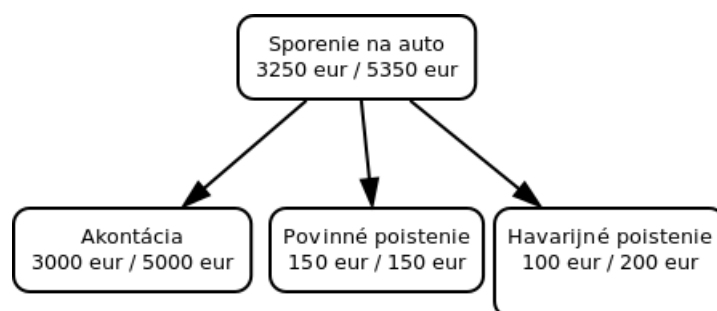 Sporenie na auto
3250 eur / 5350 eur
Akontácia
3000 eur / 5000 eur
Povinné poistenie
150 eur / 150 eur
Havarijné poistenie
100 eur / 200 eur